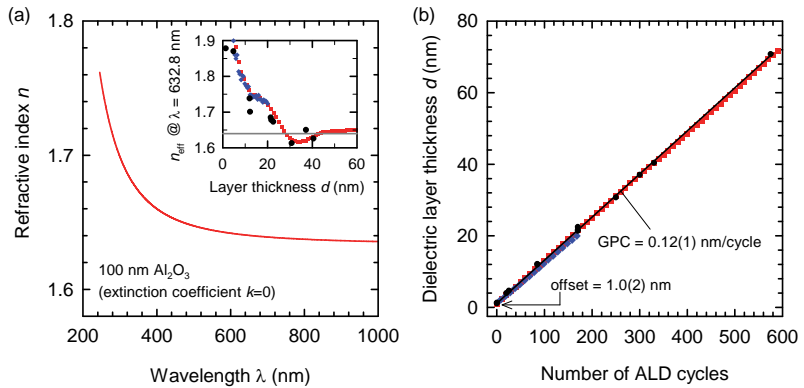 (a)
1.8
1.7
1.6
Refractive index n
200
400
600
800
1000
Wavelength λ (nm)
100 nm Al₂O₃
(extinction coefficient k=0)
1.9
1.8
1.7
1.6
n_eff @ λ = 632.8 nm
0
20
40
60
Layer thickness d (nm)
(b)
80
60
40
20
0
Dielectric layer thickness d (nm)
0
100
200
300
400
500
600
Number of ALD cycles
GPC = 0.12(1) nm/cycle
offset = 1.0(2) nm